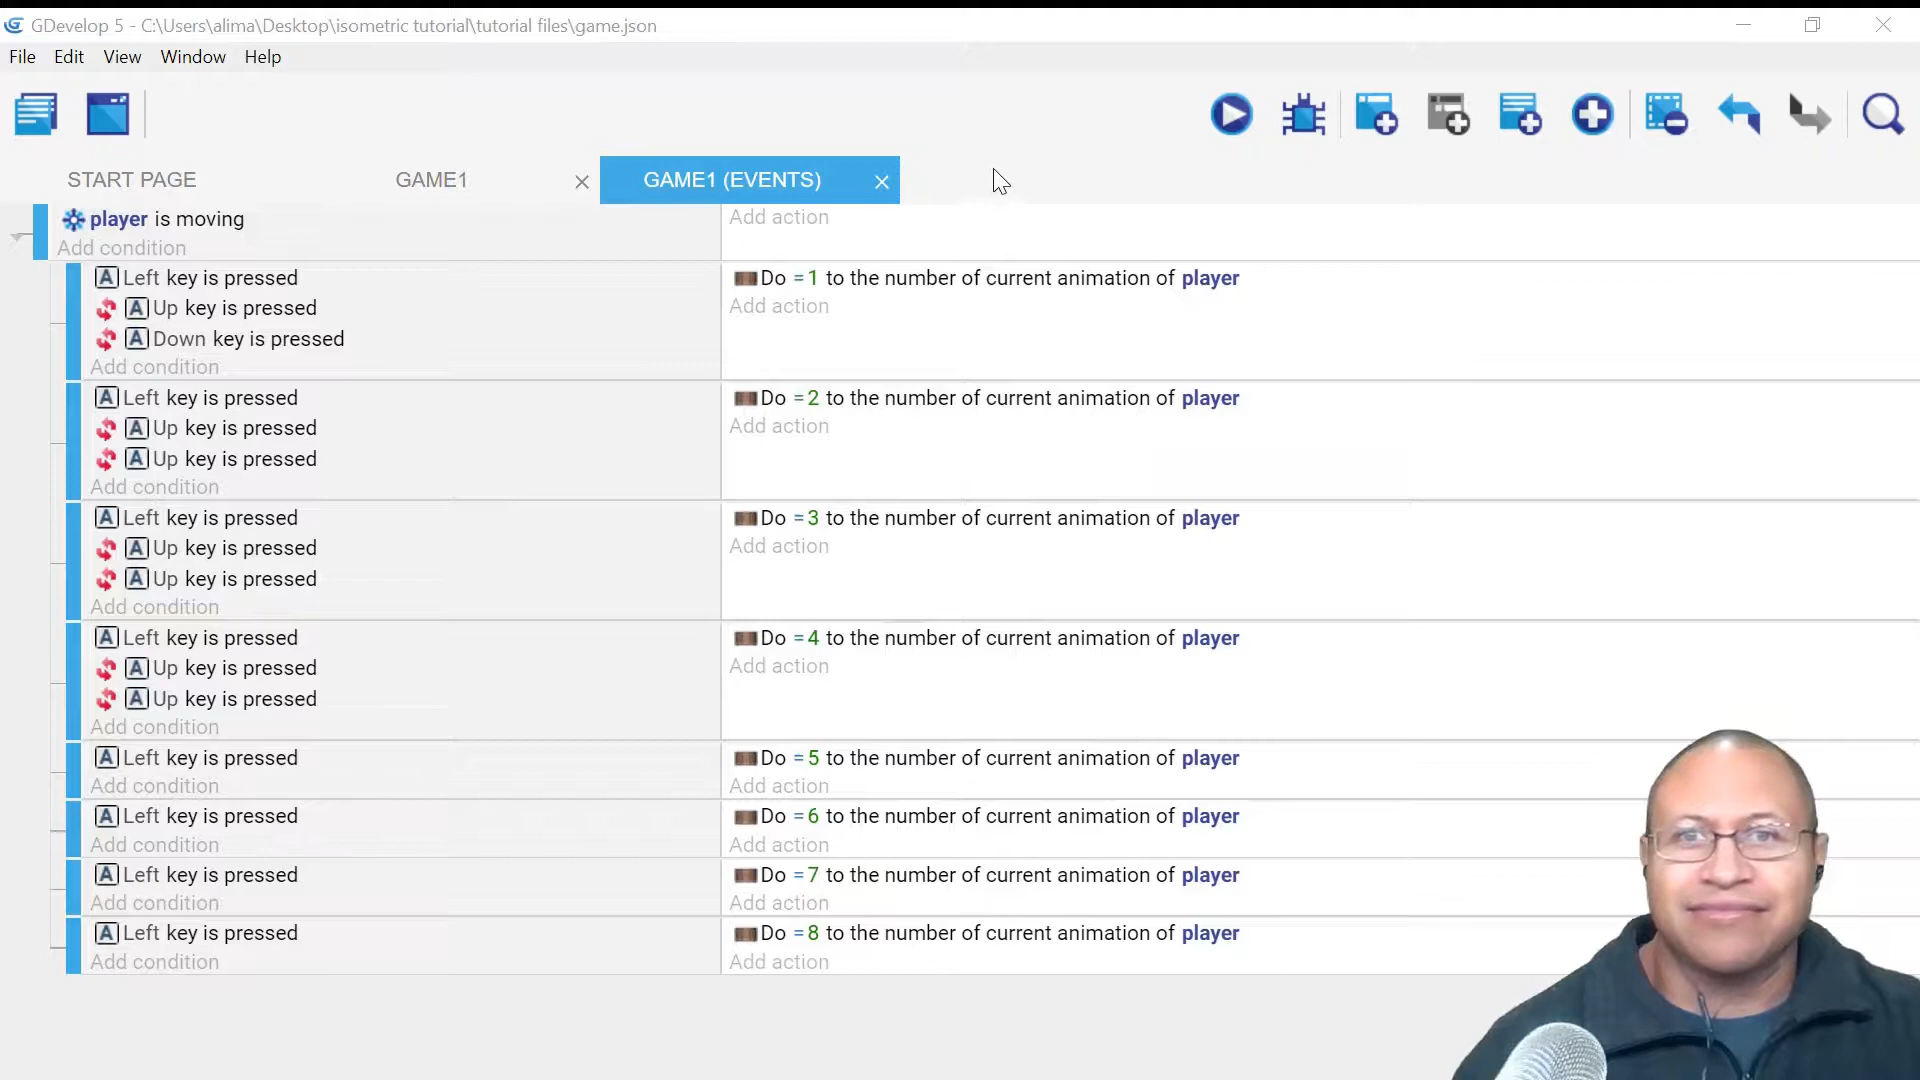 GDevelop 5 - C:\Users\alima\Desktop\isometric tutorial\tutorial files\game.json
File Edit View Window Help
START PAGE GAME1 GAME1 (EVENTS)
player is moving Add action
Add condition
Left key is pressed Do =1 to the number of current animation of player
Up key is pressed Add action
Down key is pressed
Add condition
Left key is pressed Do =2 to the number of current animation of player
Up key is pressed Add action
Up key is pressed
Add condition
Left key is pressed Do =3 to the number of current animation of player
Up key is pressed Add action
Up key is pressed
Add condition
Left key is pressed Do =4 to the number of current animation of player
Up key is pressed Add action
Up key is pressed
Add condition
Left key is pressed Do =5 to the number of current animation of player
Add condition Add action
Left key is pressed Do =6 to the number of current animation of player
Add condition Add action
Left key is pressed Do =7 to the number of current animation of player
Add condition Add action
Left key is pressed Do =8 to the number of current animation of player
Add condition Add action